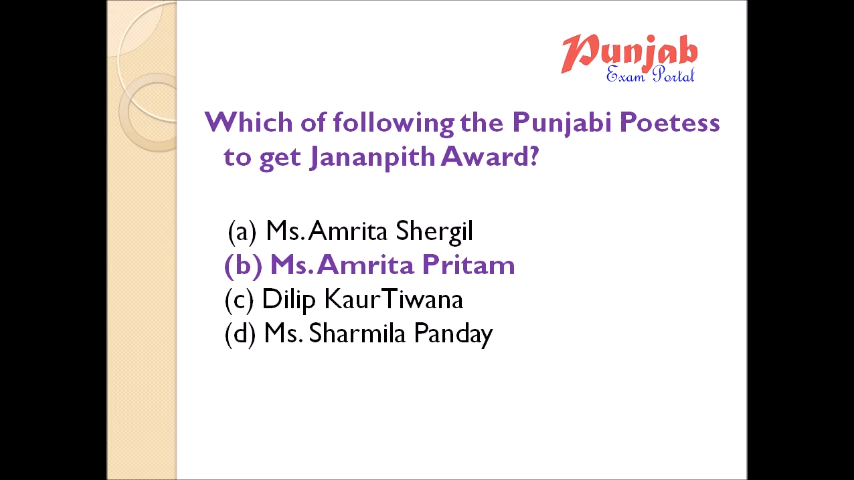 Punjab
Exam Portal
Which of following the Punjabi Poetess
to get Jananpith Award?
(a) Ms. Amrita Shergil
(b) Ms. Amrita Pritam
(c) Dilip Kaur Tiwana
(d) Ms. Sharmila Panday